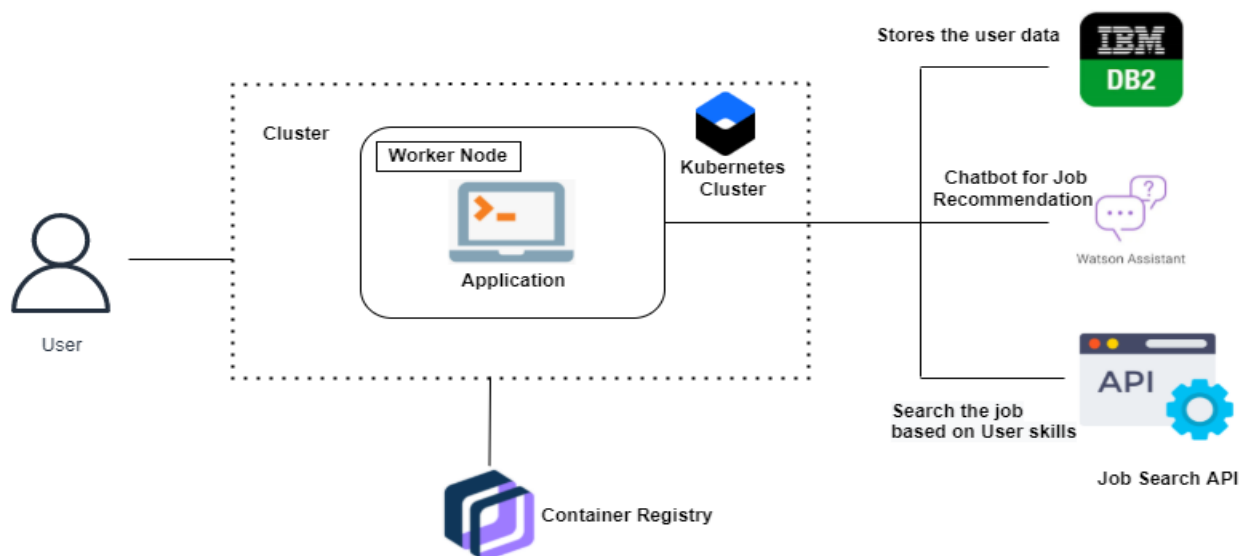 Stores the user data
IBM
DB2
Cluster
Worker Node
Kubernetes
Cluster
Application
Chatbot for Job
Recommendation
?
Watson Assistant
User
API
Search the job
based on User skills
Job Search API
Container Registry